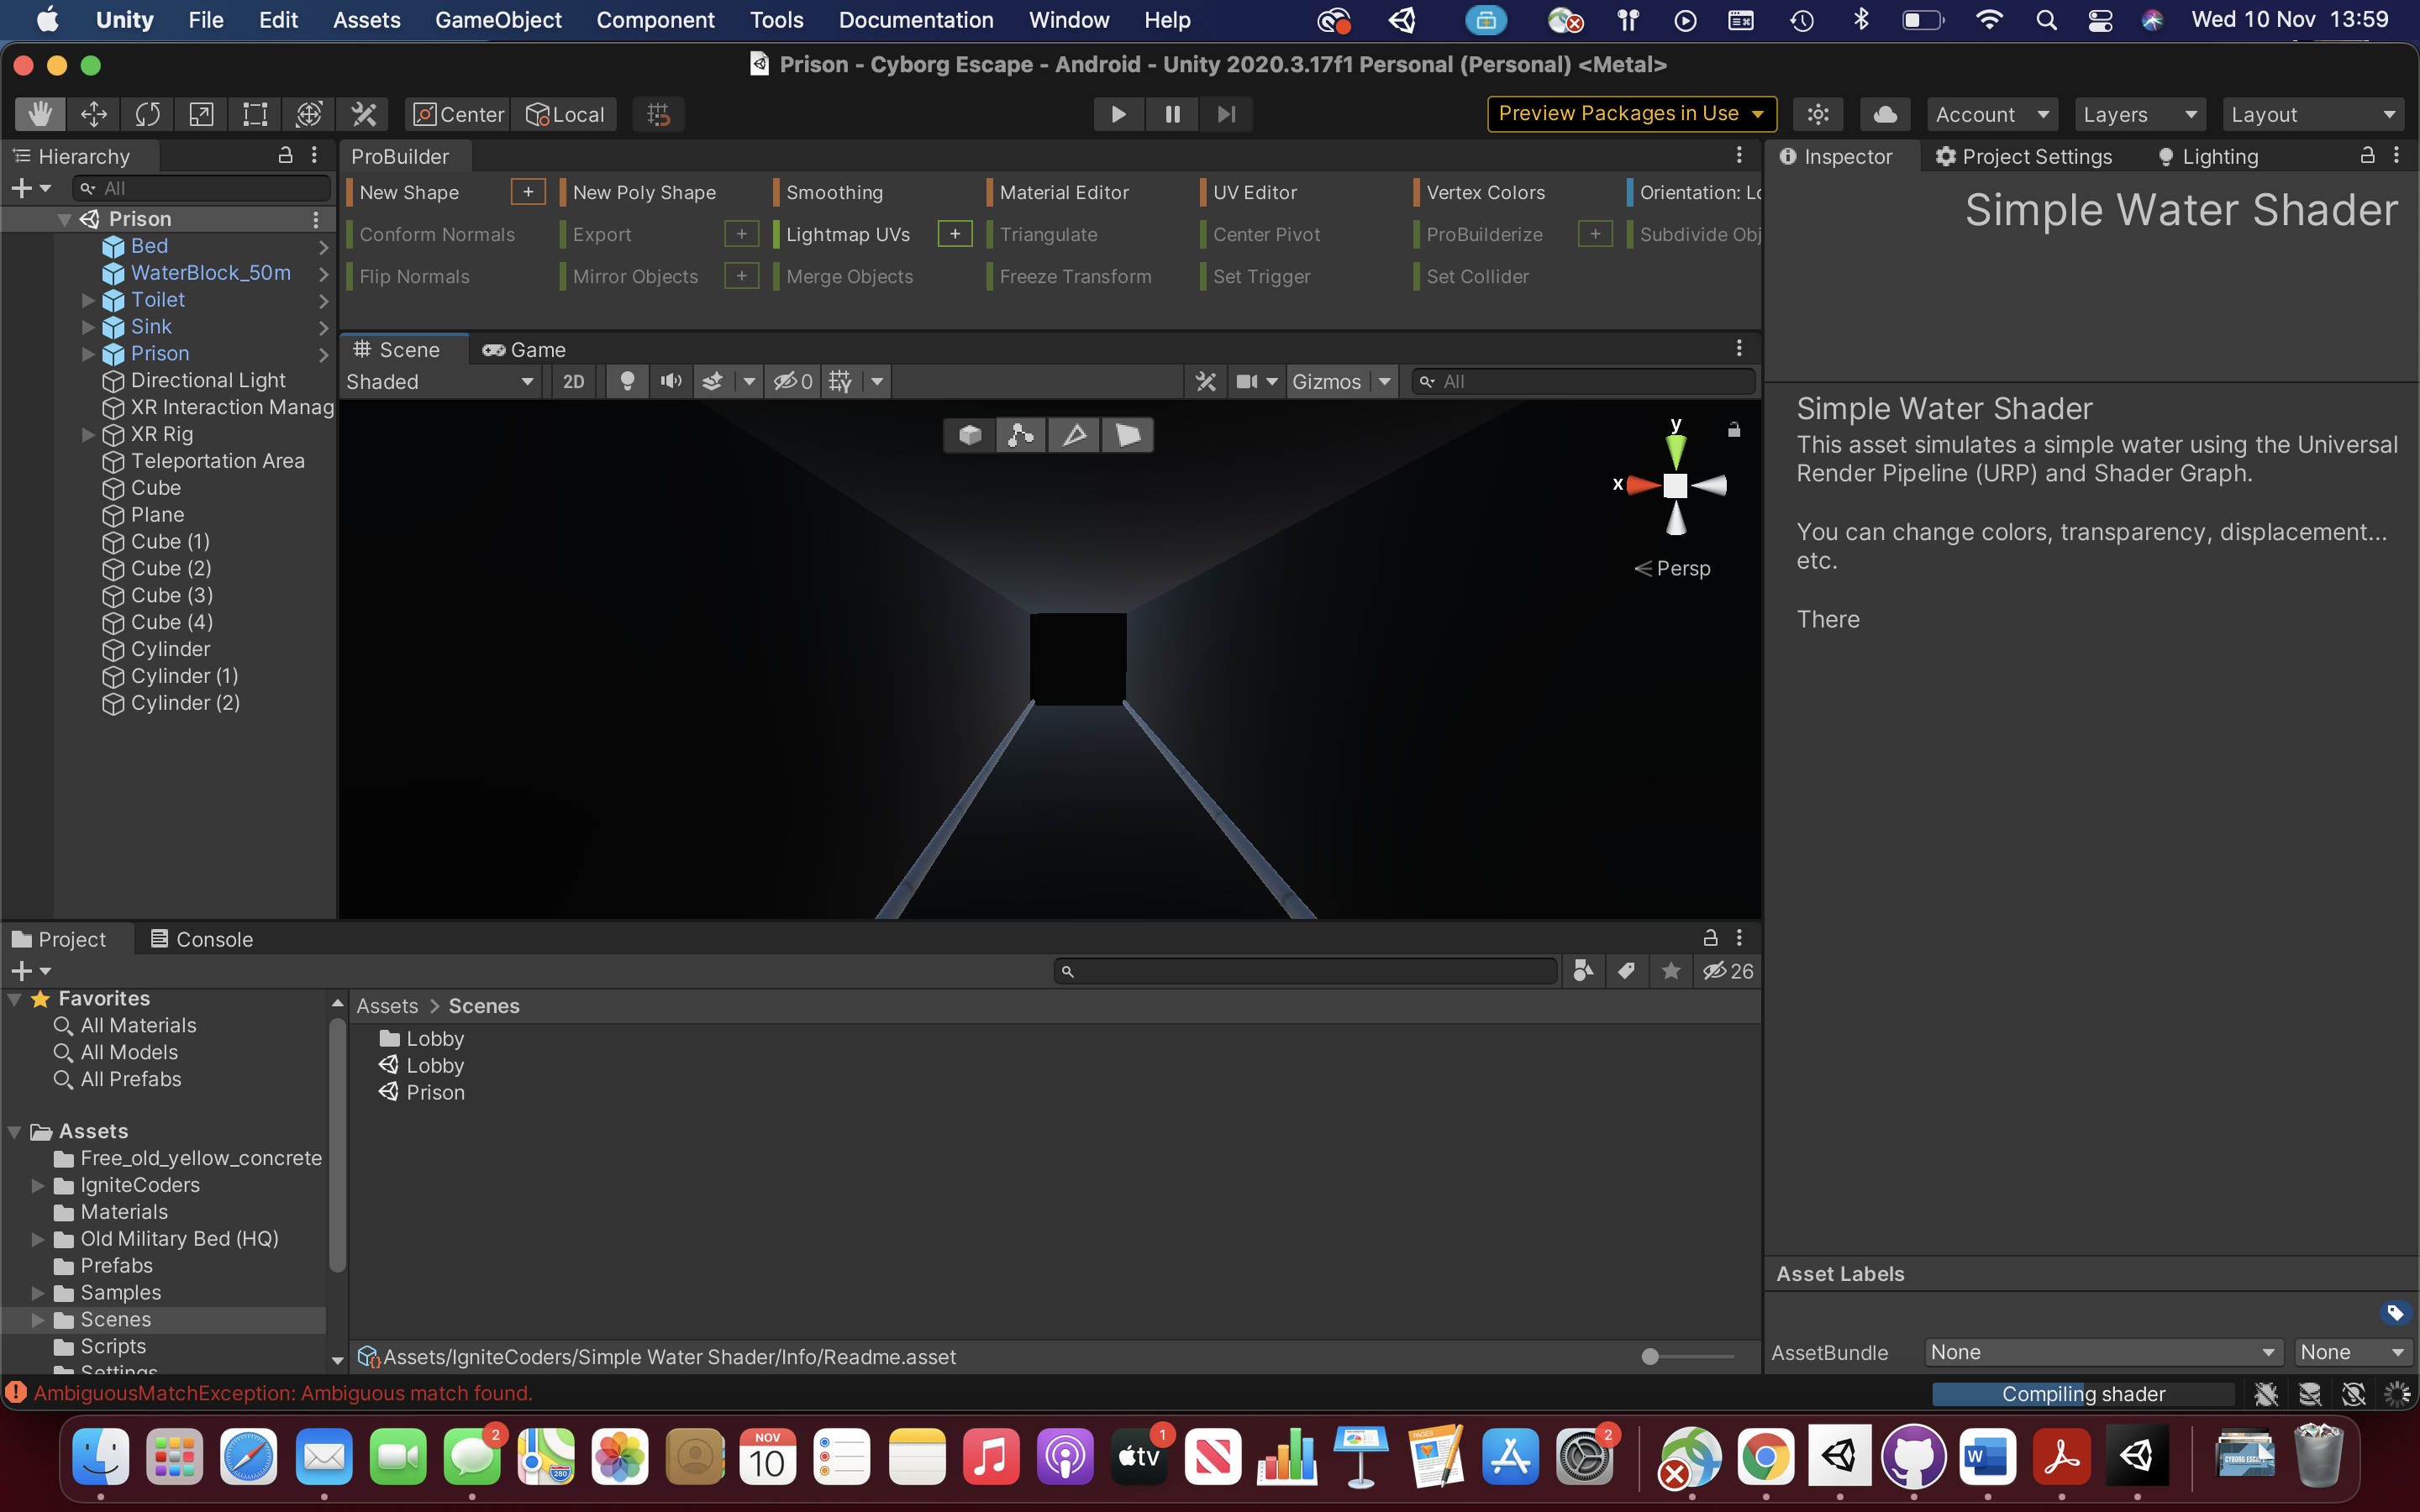 Unity File Edit Assets GameObject Component Tools Documentation Window Help Wed 10 Nov 13:59
Prison - Cyborg Escape - Android - Unity 2020.3.17f1 Personal (Personal) <Metal>
Center Local Preview Packages in Use Account Layers Layout
Hierarchy
All
Prison
Bed
WaterBlock_50m
Toilet
Sink
Prison
Directional Light
XR Interaction Manag
XR Rig
Teleportation Area
Cube
Plane
Cube (1)
Cube (2)
Cube (3)
Cube (4)
Cylinder
Cylinder (1)
Cylinder (2)
ProBuilder
New Shape + New Poly Shape Smoothing Material Editor UV Editor Vertex Colors Orientation: Lo
Conform Normals Export + Lightmap UVs + Triangulate Center Pivot ProBuilderize + Subdivide Obj
Flip Normals Mirror Objects + Merge Objects Freeze Transform Set Trigger Set Collider
Scene Game
Shaded 2D 0 Gizmos All
y
x
Persp
Inspector Project Settings Lighting
Simple Water Shader
Simple Water Shader
This asset simulates a simple water using the Universal
Render Pipeline (URP) and Shader Graph.
You can change colors, transparency, displacement...
etc.
There
Asset Labels
AssetBundle None None
Project Console
26
Favorites
All Materials
All Models
All Prefabs
Assets
Free_old_yellow_concrete
IgniteCoders
Materials
Old Military Bed (HQ)
Prefabs
Samples
Scenes
Scripts
Settings
Assets > Scenes
Lobby
Lobby
Prison
Assets/IgniteCoders/Simple Water Shader/Info/Readme.asset
AmbiguousMatchException: Ambiguous match found.
Compiling shader
2
280
NOV
10
tv
1
PAGES
2
W
CYBORG ESCAPE